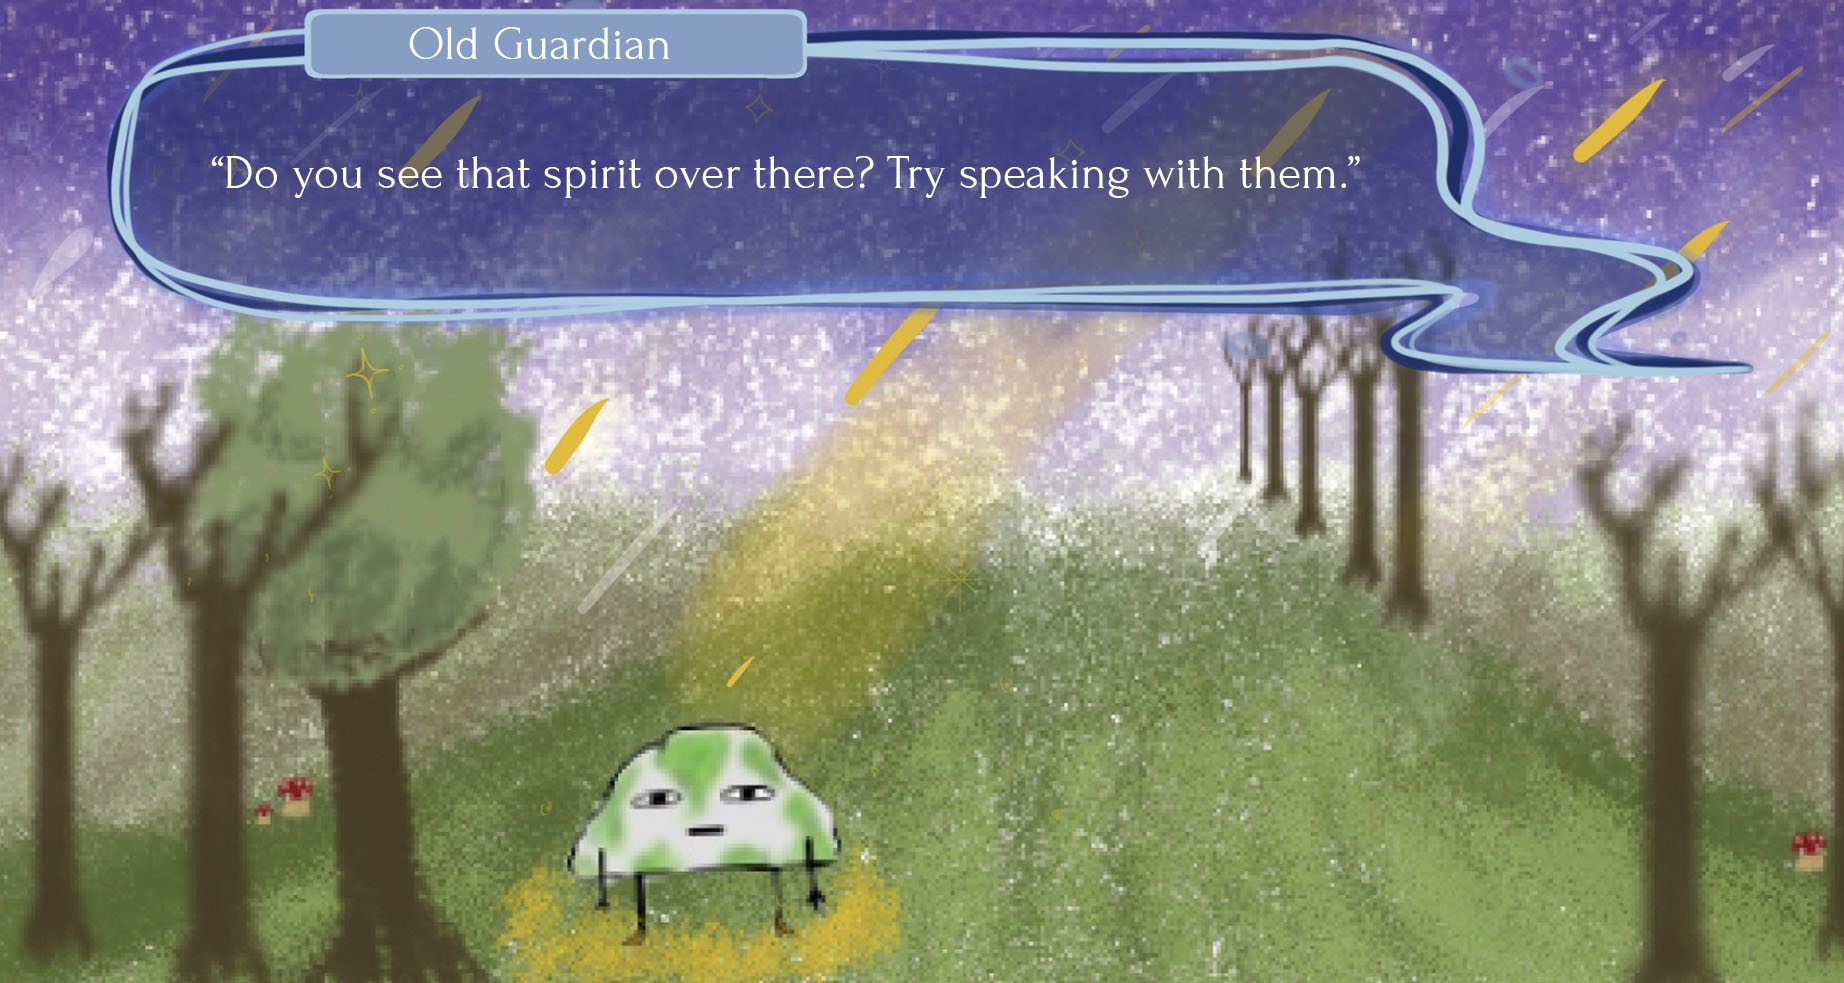 Old Guardian
“Do you see that spirit over there? Try speaking with them.”